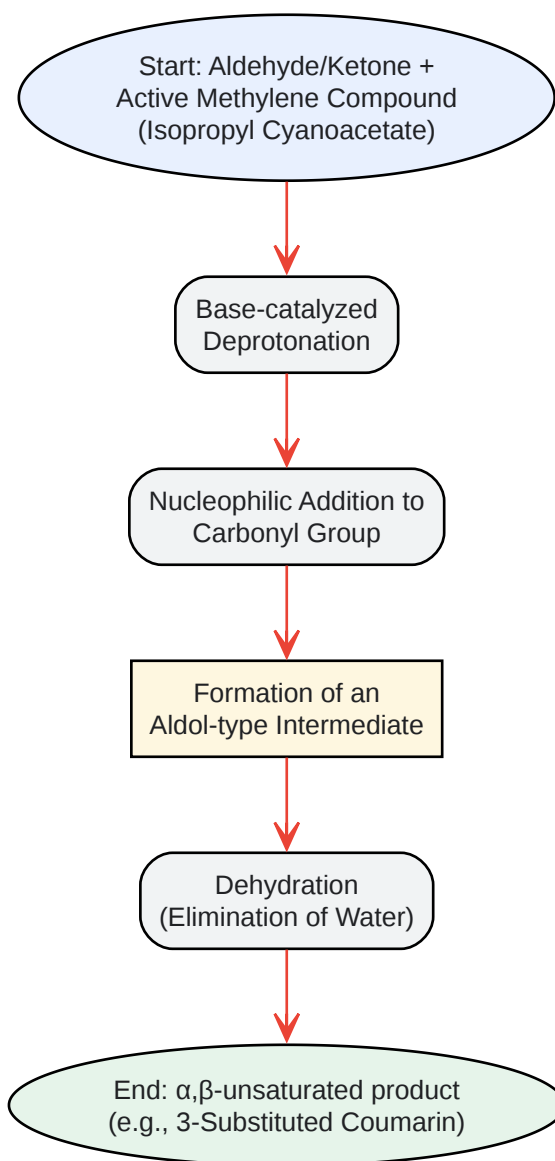 Start: Aldehyde/Ketone +
Active Methylene Compound
(Isopropyl Cyanoacetate)
Base-catalyzed
Deprotonation
Nucleophilic Addition to
Carbonyl Group
Formation of an
Aldol-type Intermediate
Dehydration
(Elimination of Water)
End: α,β-unsaturated product
(e.g., 3-Substituted Coumarin)